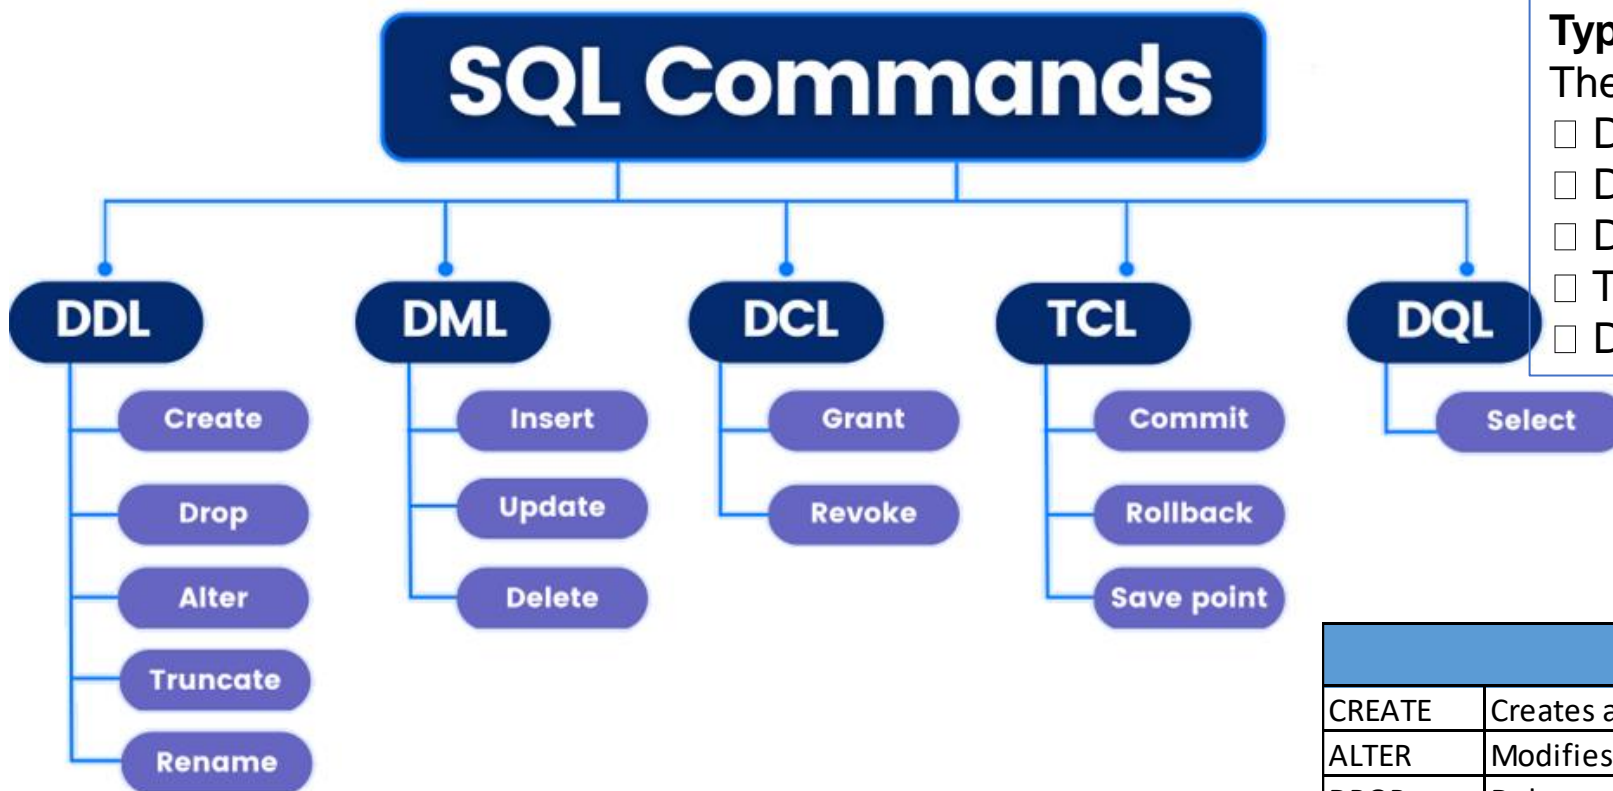 SQL Commands
Typ
The
D
D
D
T
D
DDL
DML
DCL
TCL
DQL
Create
Drop
Alter
Truncate
Rename
Insert
Update
Delete
Grant
Revoke
Commit
Rollback
Save point
Select
CREATE Creates a
ALTER Modifies